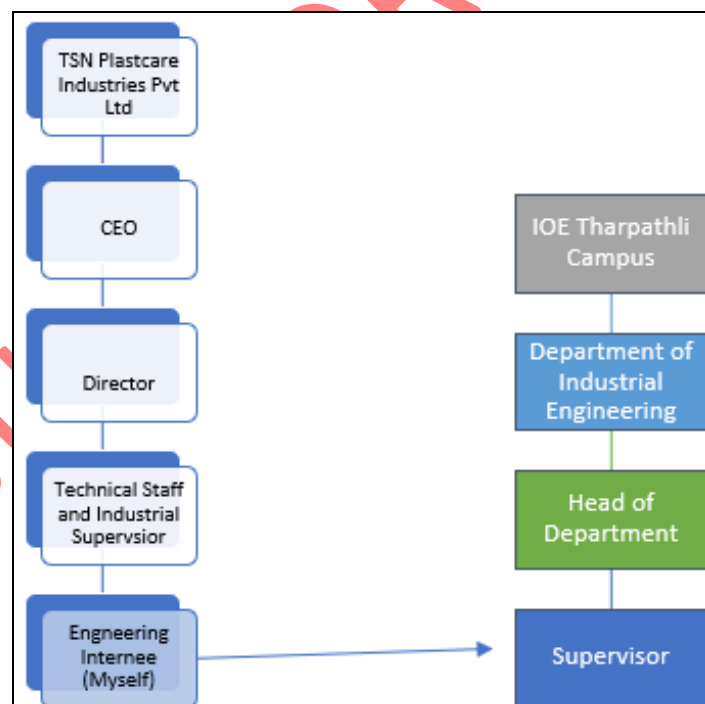 TSN Plastcare
Industries Pvt
Ltd
CEO
Director
Technical Staff
and Industrial
Supervsior
Engneering
Internee
(Myself)
IOE Tharpathli
Campus
Department of
Industrial
Engineering
Head of
Department
Supervisor